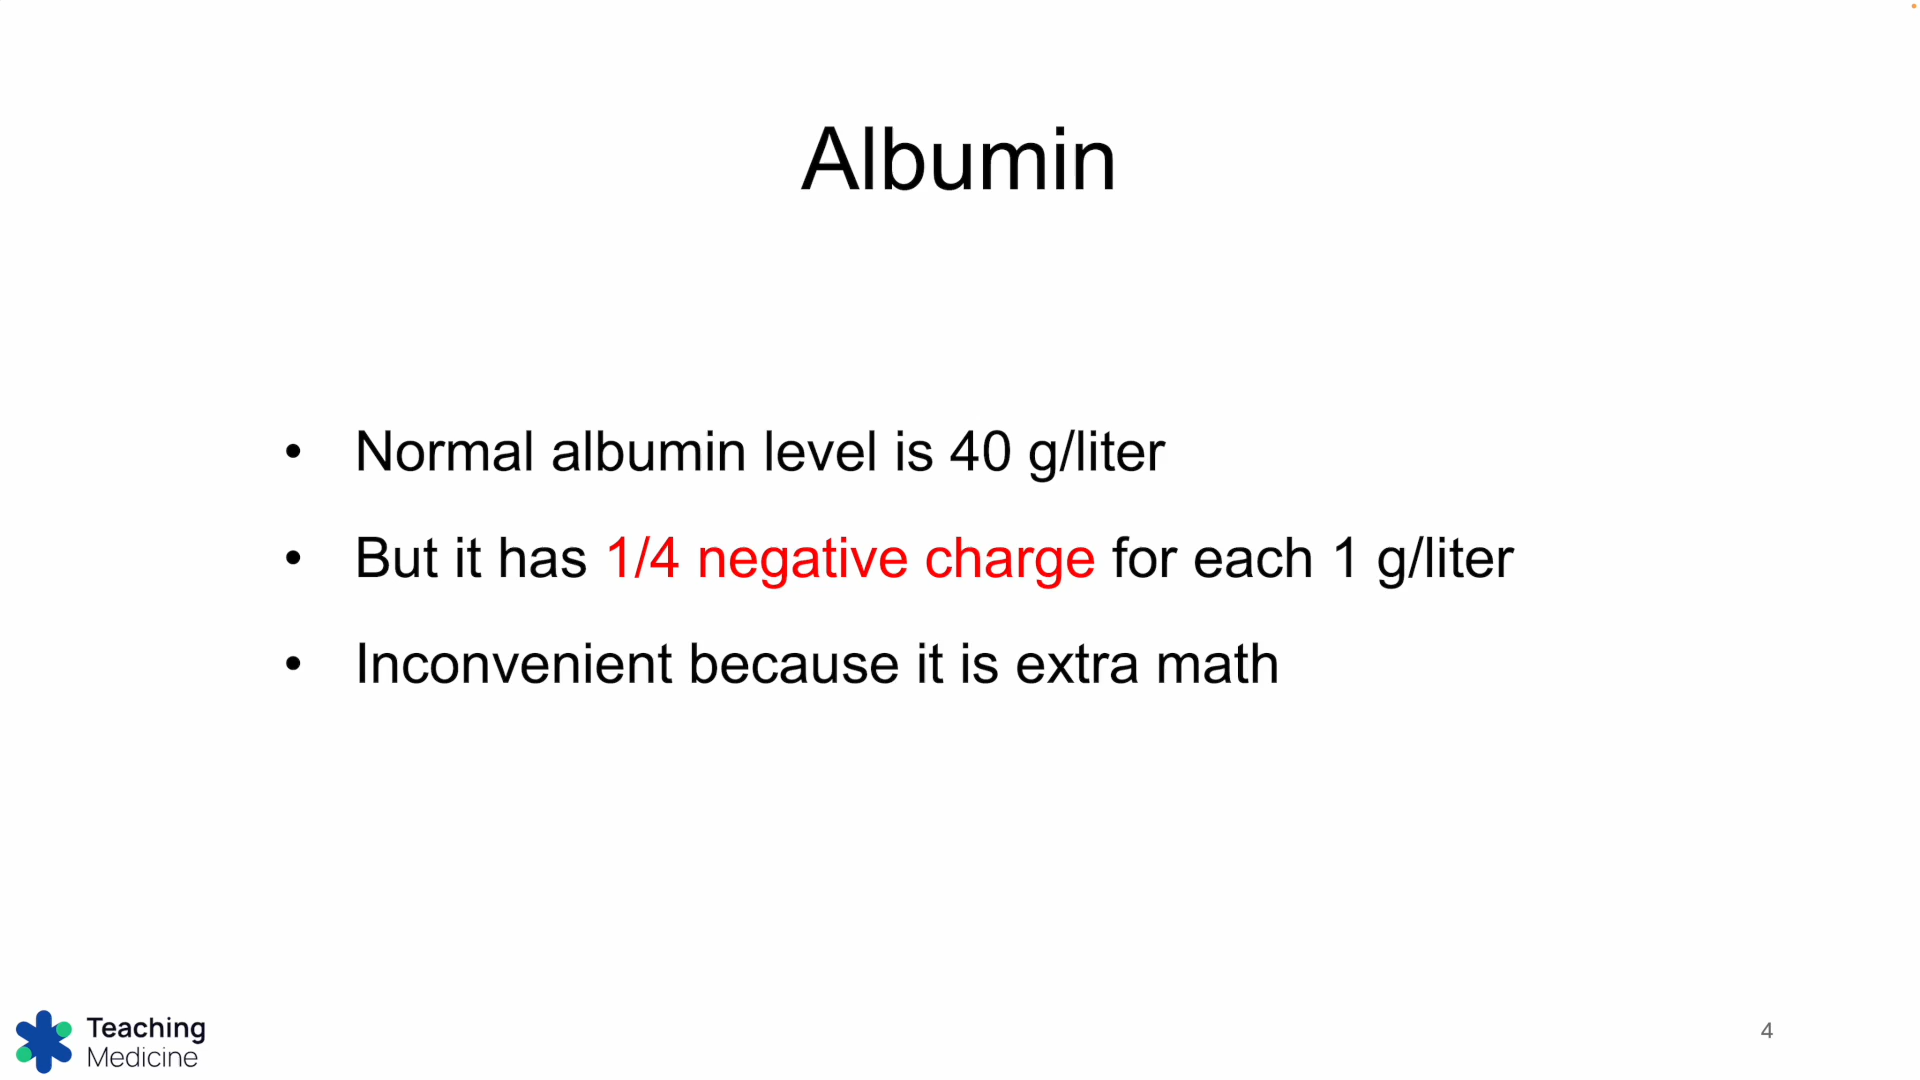 Albumin
• Normal albumin level is 40 g/liter
• But it has 1/4 negative charge for each 1 g/liter
• Inconvenient because it is extra math
Teaching
Medicine
4